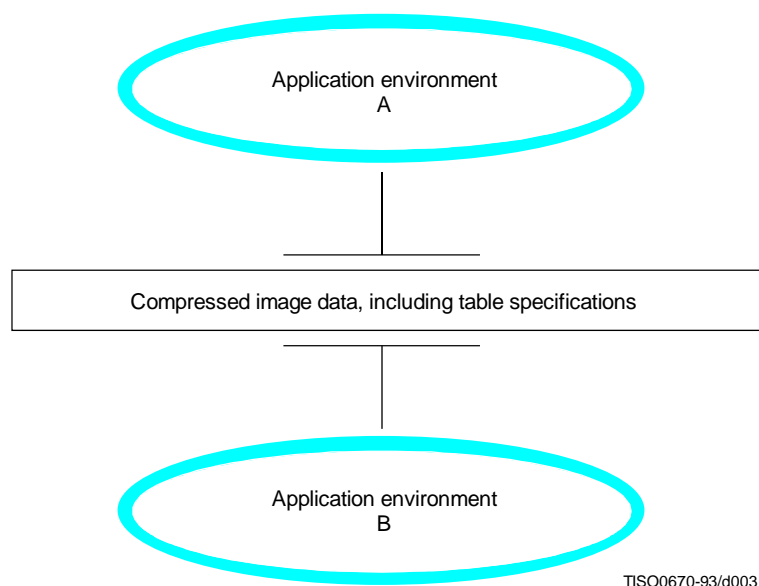 Application environment
A
Compressed image data, including table specifications
Application environment
B
TISO0670-93/d003